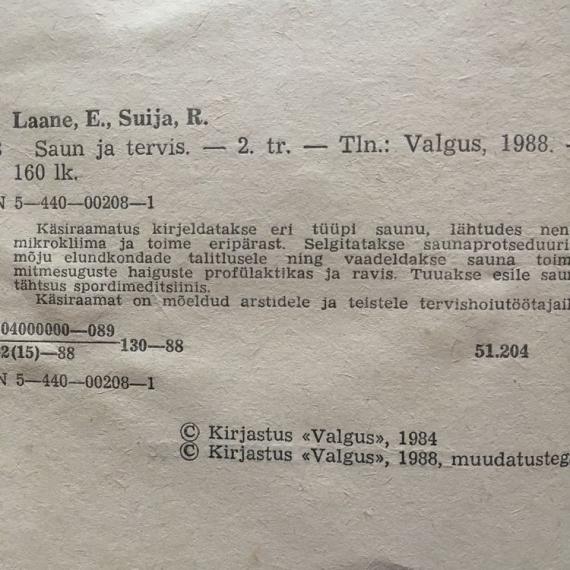 Laane, E., Suija, R.
Saun ja tervis. — 2. tr. — Tln.: Valgus, 1988. —
160 lk.
N 5—440—00208—1
Käsiraamatus kirjeldatakse eri tüüpi saunu, lähtudes nen
mikrokliima ja toime eripärast. Selgitatakse saunaprotseduuri
mõju elundkondade talitlusele ning vaadeldakse sauna toim
mitmesuguste haiguste profülaktikas ja ravis. Tuuakse esile sau
tähtsus spordimeditsiinis.
Käsiraamat on mõeldud arstidele ja teistele tervishoiutöötajail
04000000—089
2(15)—88
130—88
51.204
N 5—440—00208—1
© Kirjastus «Valgus», 1984
© Kirjastus «Valgus», 1988, muudatusteg